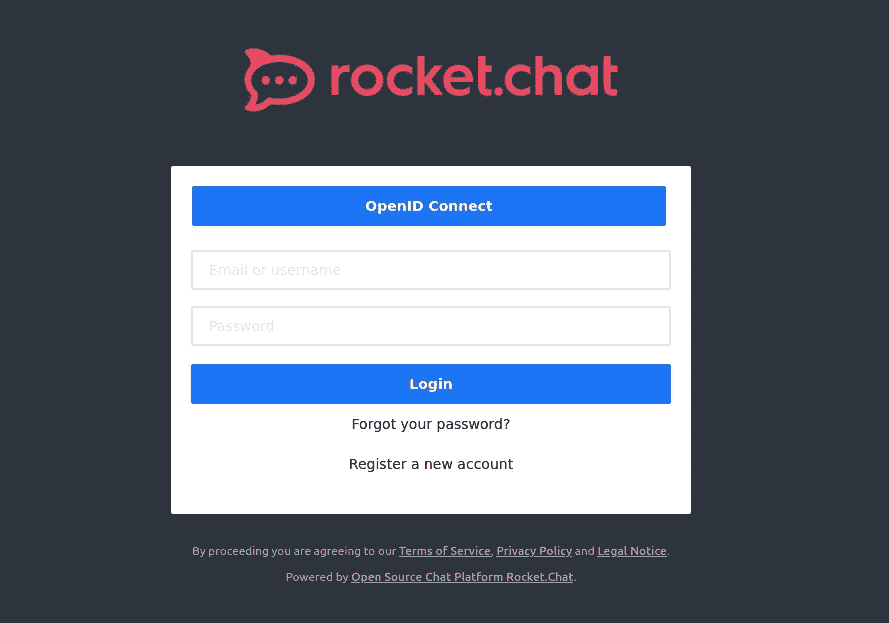 rocket.chat
OpenID Connect
Email or username
Password
Login
Forgot your password?
Register a new account
By proceeding you are agreeing to our Terms of Service, Privacy Policy and Legal Notice.
Powered by Open Source Chat Platform Rocket.Chat.